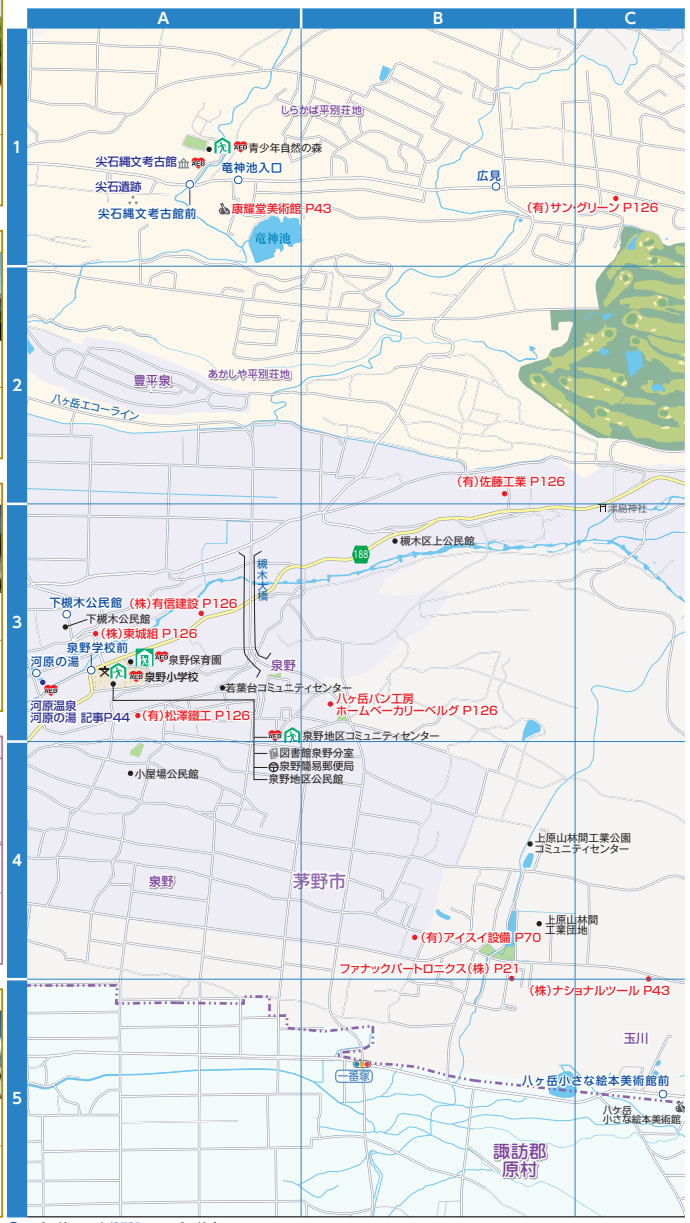 A
B
C
1
しらかば平別荘地
青少年自然の森
尖石縄文考古館
竜神池入口
広見
尖石遺跡
尖石縄文考古館前
康耀堂美術館 P43
(有)サン・グリーン P126
竜神池
2
豊平泉
あかしや平別荘地
八ヶ岳エコーライン
(有)佐藤工業 P126
津島神社
188
槻木区上公民館
槻木大橋
3
下槻木公民館
(株)有信建設 P126
下槻木公民館
(株)東城組 P126
泉野学校前
河原の湯
泉野保育園
泉野
泉野小学校
若葉台コミュニティセンター
河原温泉
河原の湯 記事P44
(有)松澤鐵工 P126
八ヶ岳パン工房
ホームベーカリーベルグ P126
泉野地区コミュニティセンター
図書館泉野分室
泉野簡易郵便局
泉野地区公民館
小屋場公民館
4
上原山林間工業公園
コミュニティセンター
泉野
茅野市
上原山林間
工業団地
(有)アイスイ設備 P70
ファナックパートロニクス(株) P21
(株)ナショナルツール P43
玉川
5
一番塚
八ヶ岳小さな絵本美術館前
八ケ岳
小さな絵本美術館
諏訪郡
原村